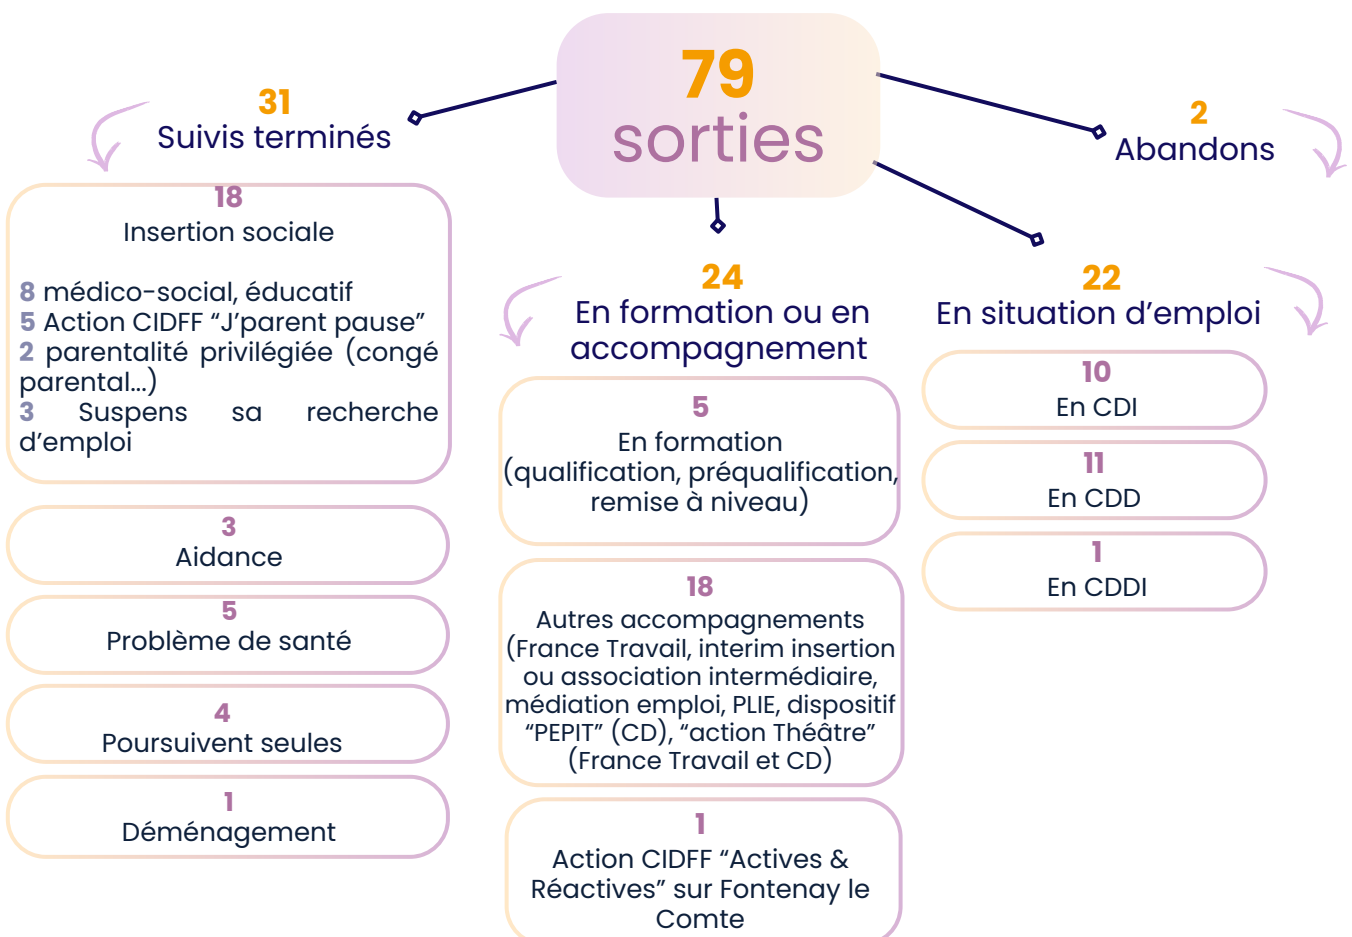 79
sorties
31
Suivis terminés
18
Insertion sociale
8 médico-social, éducatif
5 Action CIDFF “J’parent pause”
2 parentalité privilégiée (congé
parental...)
3 Suspens sa recherche
d’emploi
3
Aidance
5
Problème de santé
4
Poursuivent seules
1
Déménagement
24
En formation ou en
accompagnement
5
En formation
(qualification, préqualification,
remise à niveau)
18
Autres accompagnements
(France Travail, interim insertion
ou association intermédiaire,
médiation emploi, PLIE, dispositif
“PEPIT” (CD), “action Théâtre”
(France Travail et CD)
1
Action CIDFF “Actives &
Réactives” sur Fontenay le
Comte
22
En situation d’emploi
10
En CDI
11
En CDD
1
En CDDI
2
Abandons